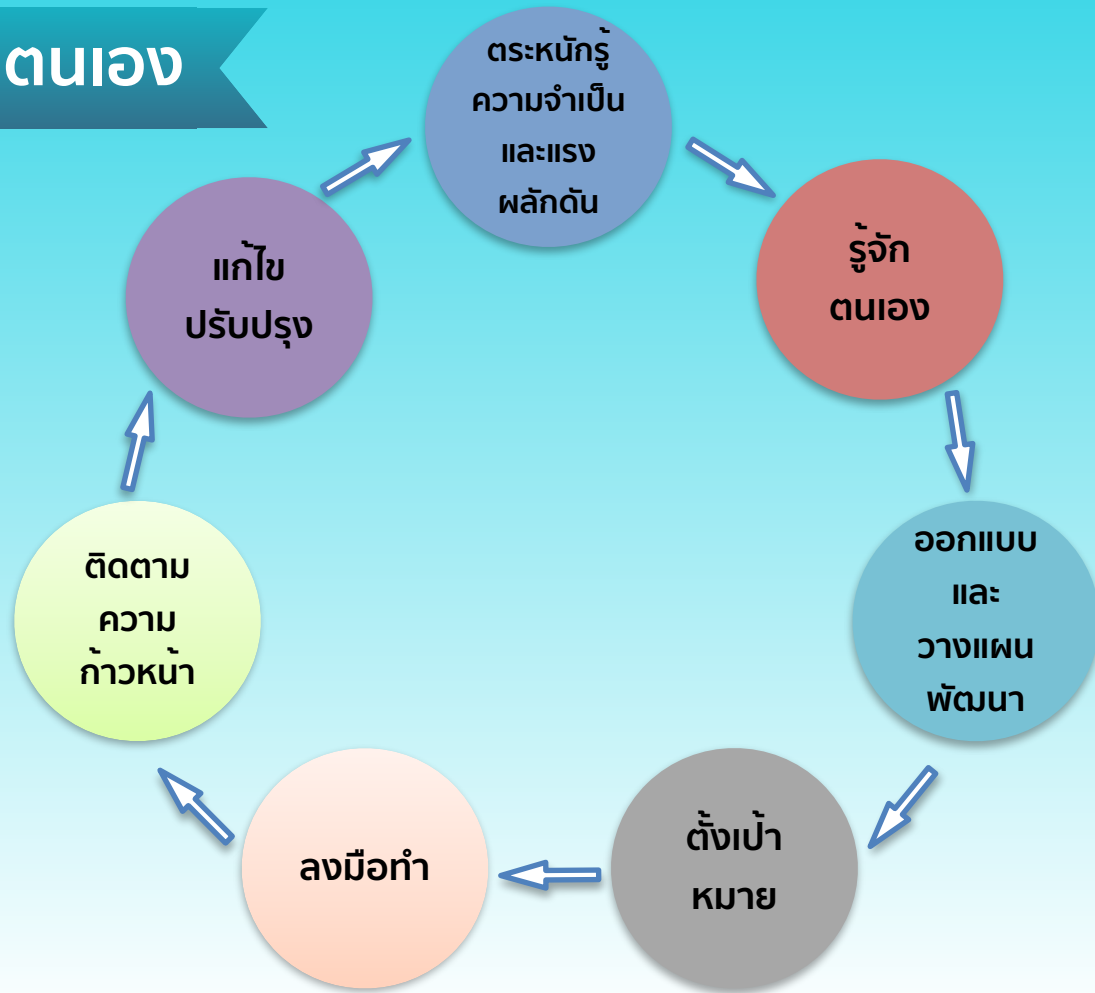 ตนเอง
ตระหนักรู้
ความจำเป็น
และแรง
ผลักดัน
รู้จัก
ตนเอง
ออกแบบ
และ
วางแผน
พัฒนา
ตั้งเป้า
หมาย
ลงมือทำ
ติดตาม
ความ
ก้าวหน้า
แก้ไข
ปรับปรุง